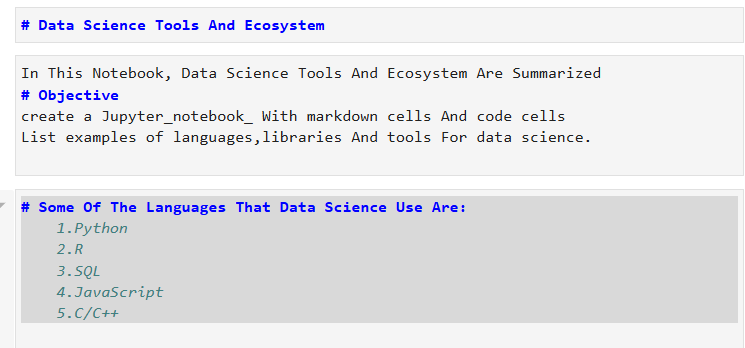 # Data Science Tools And Ecosystem
In This Notebook, Data Science Tools And Ecosystem Are Summarized
# Objective
create a Jupyter_notebook_ With markdown cells And code cells
List examples of languages,libraries And tools For data science.
# Some Of The Languages That Data Science Use Are:
1.Python
2.R
3.SQL
4.JavaScript
5.C/C++